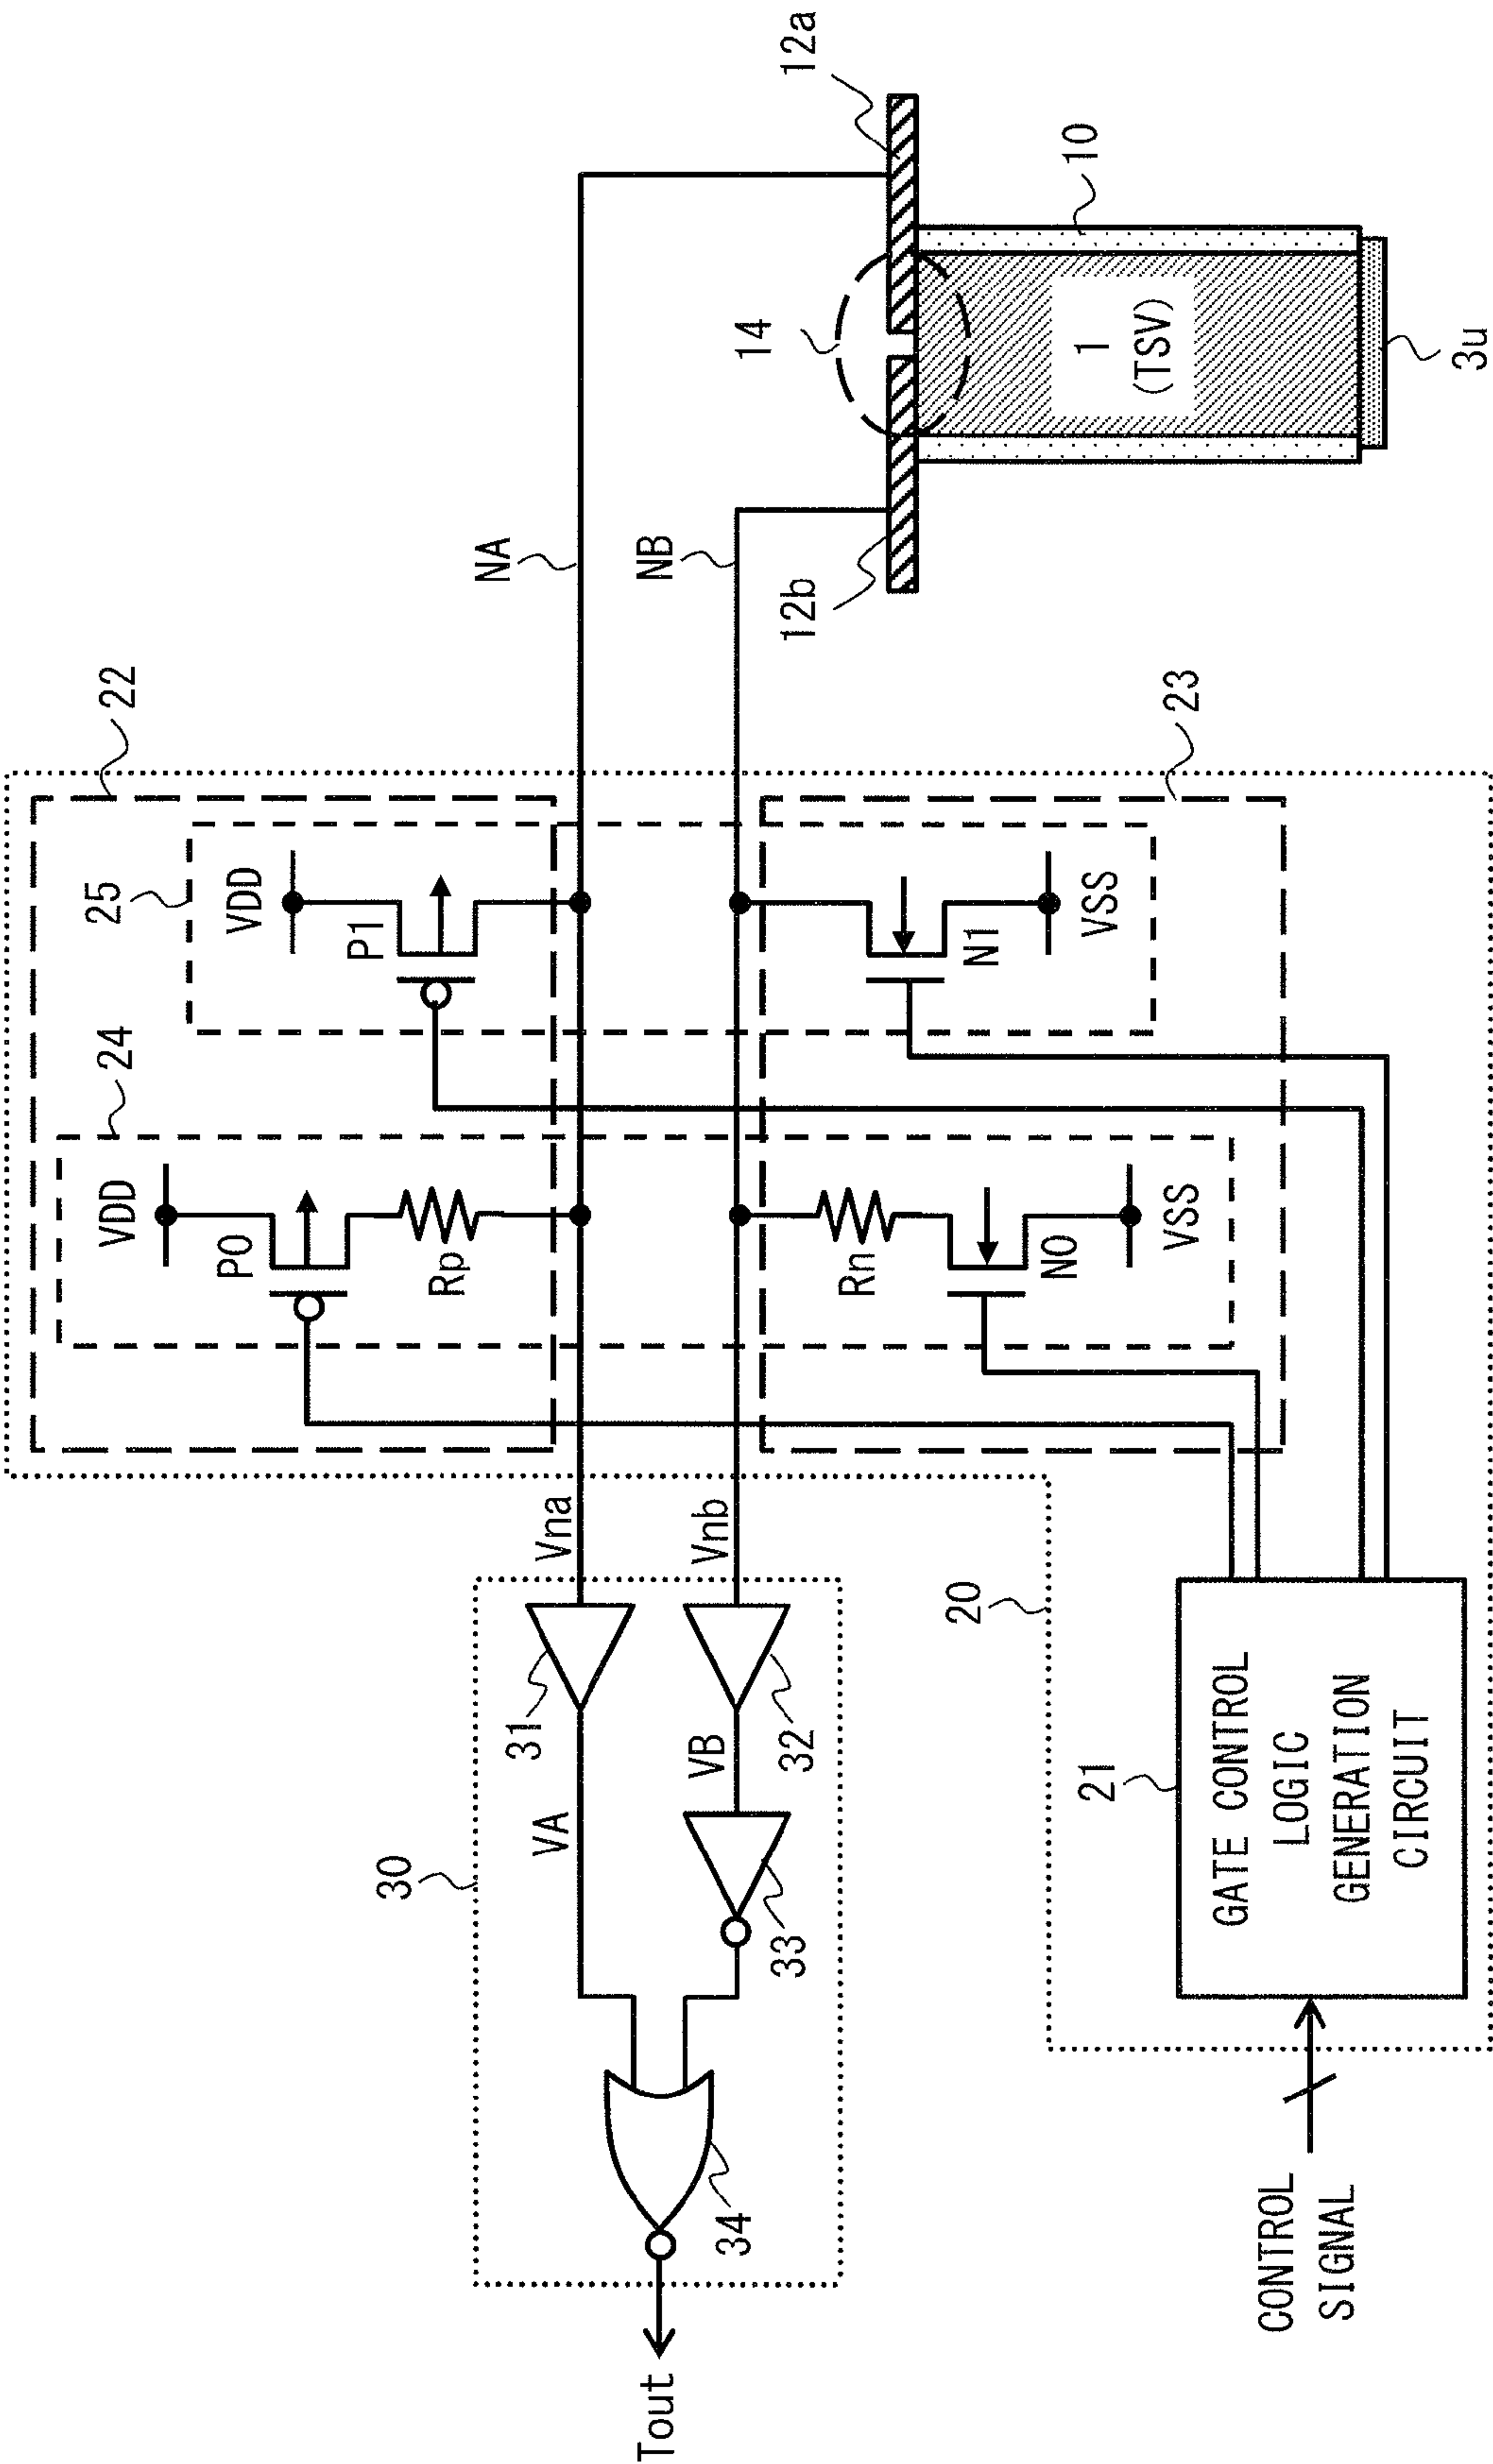 22
25
24
VDD
VDD
P1
P0
Rp
NA
NB
12a
12b
14
10
1
(TSV)
3u
23
N1
VSS
Rn
N0
VSS
Vna
Vnb
30
31
VA
VB
32
33
34
Tout
20
21
GATE CONTROL
LOGIC
GENERATION
CIRCUIT
CONTROL
SIGNAL